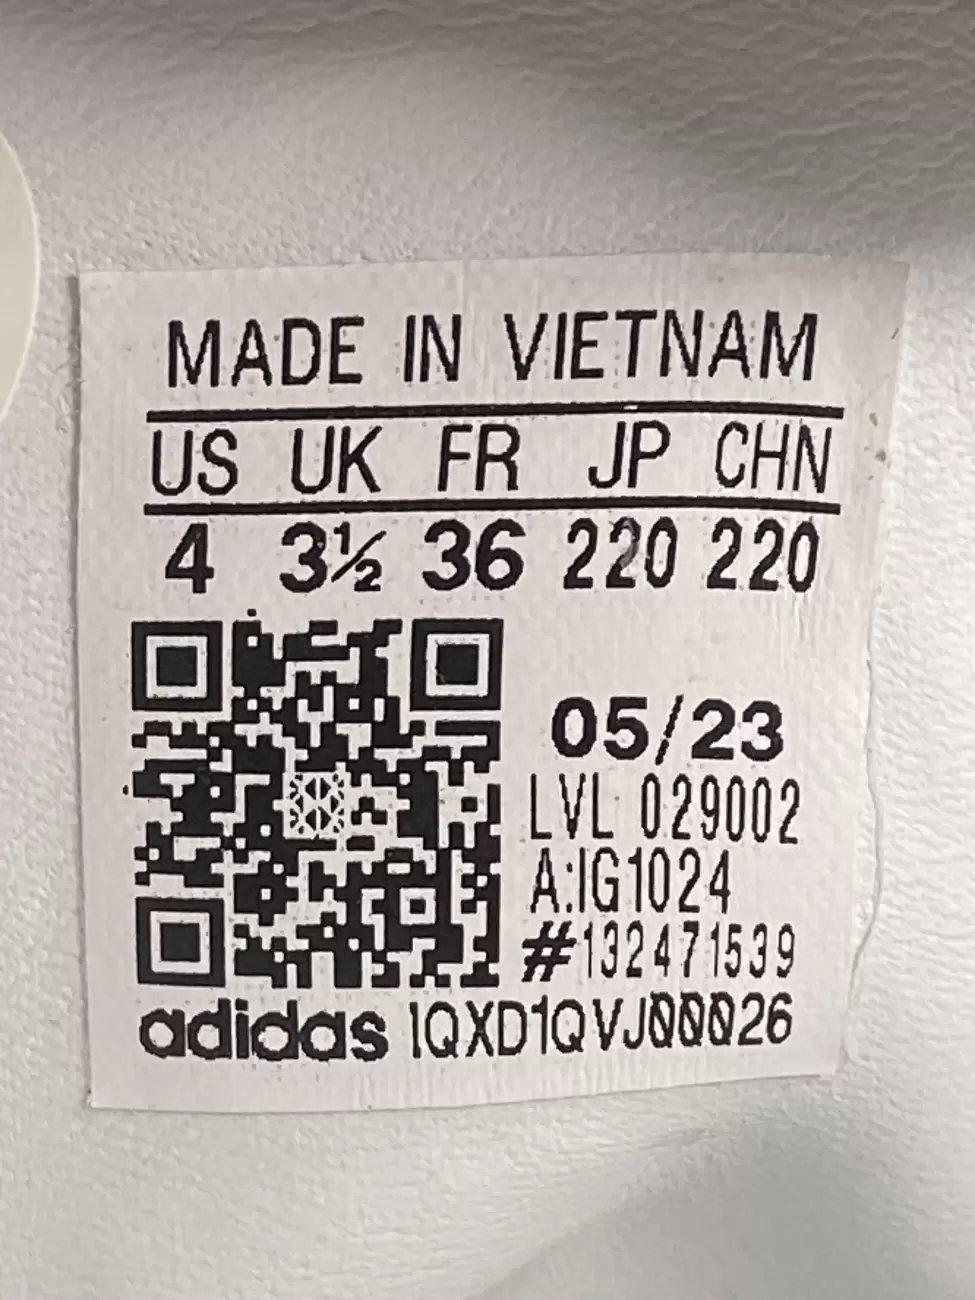 MADE IN VIETNAM
US UK FR JP CHN
4 3½ 36 220 220
05/23
LVL 029002
A:IG1024
#132471539
adidas 1QXD1QVJ000026